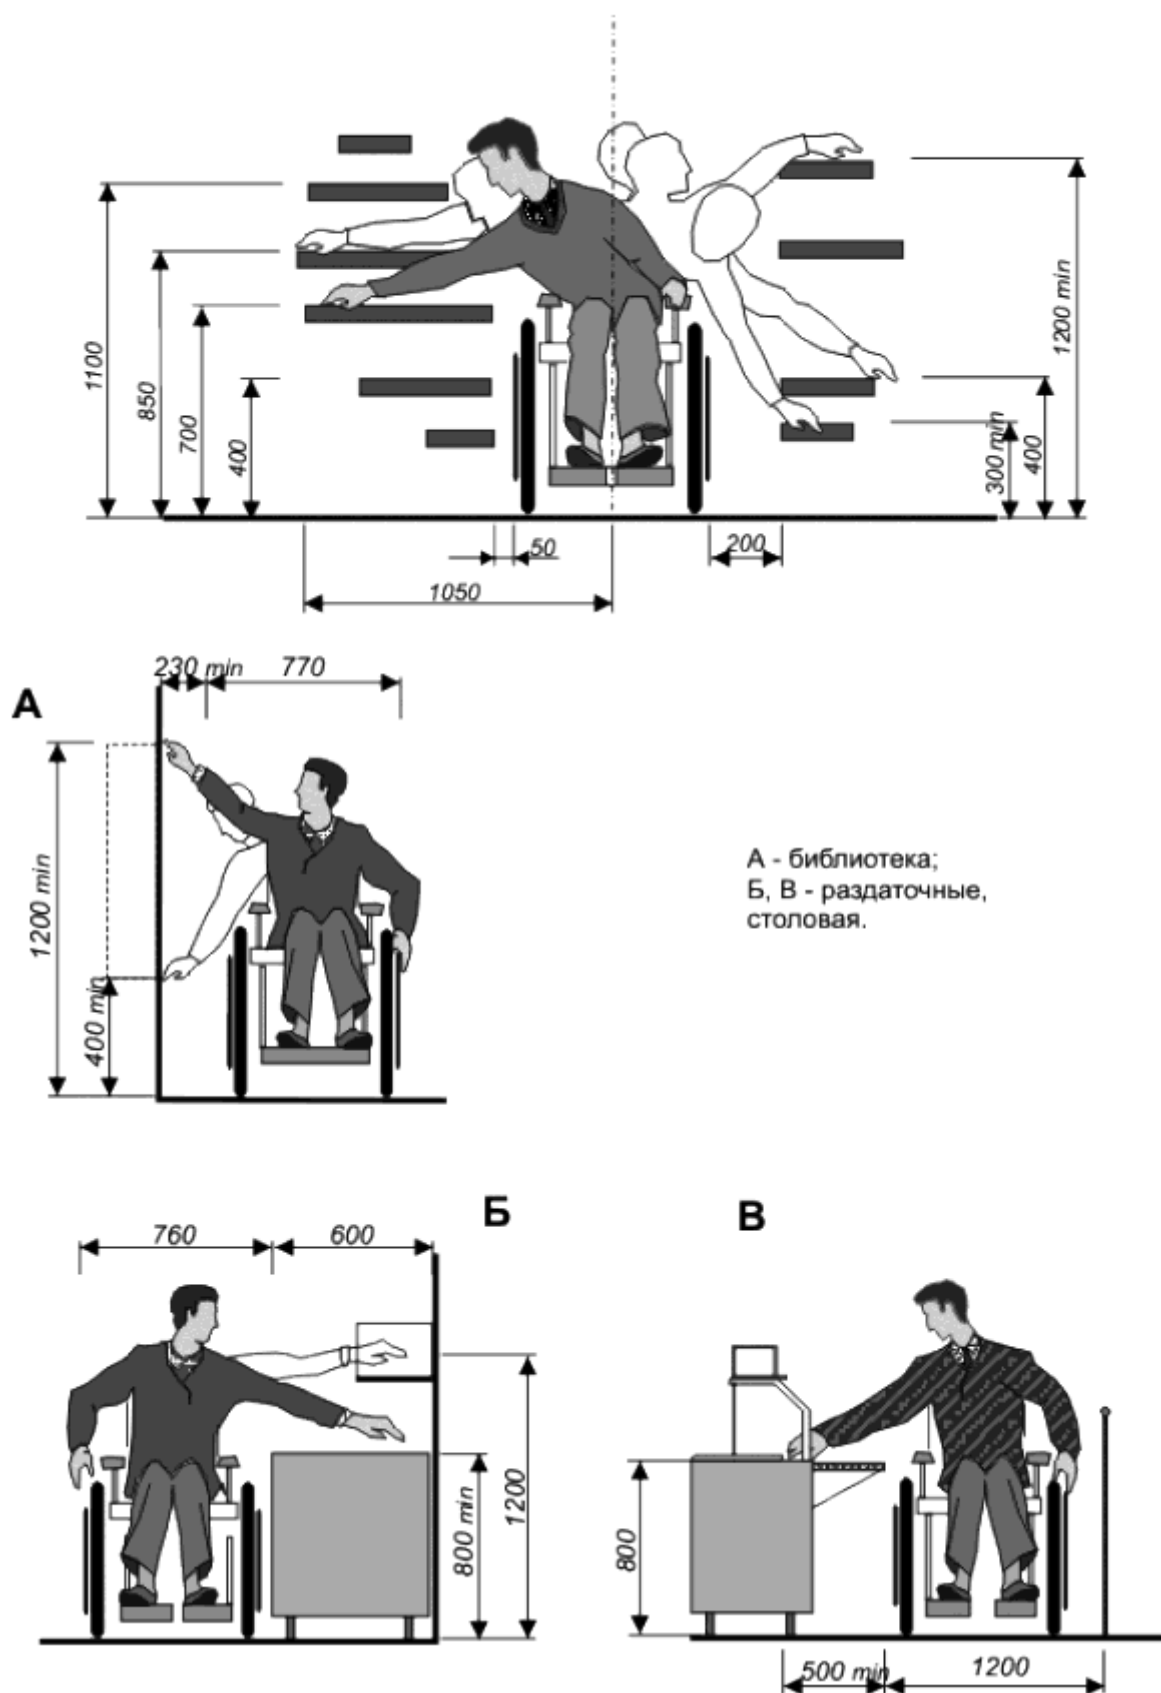 1100
850
700
400
1200 min
400
300 min
50
200
1050
230 min
770
А
1200 min
400 min
А - библиотека;
Б, В - раздаточные,
столовая.
Б
760
600
800 min
1200
В
800
500 min
1200